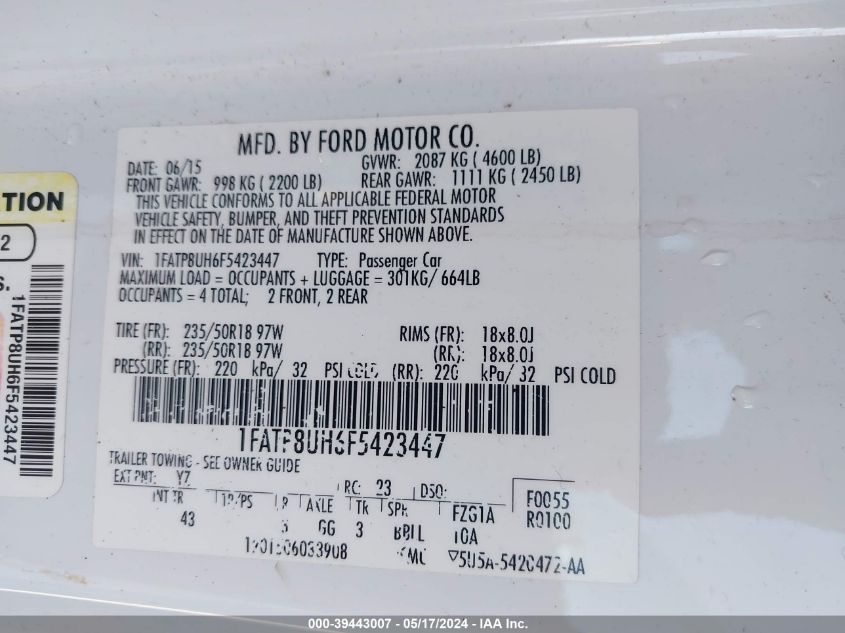 MFD. BY FORD MOTOR CO.
DATE: 06/15 GVWR: 2087 KG ( 4600 LB)
FRONT GAWR: 998 KG ( 2200 LB) REAR GAWR: 1111 KG ( 2450 LB)
THIS VEHICLE CONFORMS TO ALL APPLICABLE FEDERAL MOTOR
VEHICLE SAFETY, BUMPER, AND THEFT PREVENTION STANDARDS
IN EFFECT ON THE DATE OF MANUFACTURE SHOWN ABOVE.
VIN: 1FATP8UH6F5423447 TYPE: Passenger Car
MAXIMUM LOAD = OCCUPANTS + LUGGAGE = 301KG/ 664LB
OCCUPANTS = 4 TOTAL; 2 FRONT, 2 REAR
TIRE (FR): 235/50R18 97W RIMS (FR): 18x8.0J
(RR): 235/50R18 97W (RR): 18x8.0J
PRESSURE (FR): 220 kPa/ 32 PSI COLD (RR): 220 kPa/ 32 PSI COLD
1FATP8UH6F5423447
TRAILER TOWING - SEE OWNER GUIDE
EXT PNT: Y7 RC: 23 DSO: F0055
INT TR TP/PS R AXLE TR SPR FZG1A R0100
43 GG 3 BBLL
5U5A-5420472-AA
TION
2
S.
1FATP8UH6F5423447
000-39443007 - 05/17/2024 - IAA Inc.